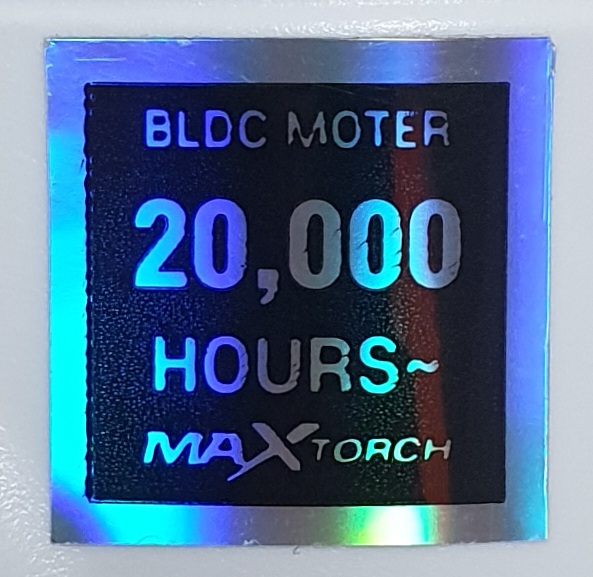 BLDC MOTER
20,000
HOURS~
MAXTORCH